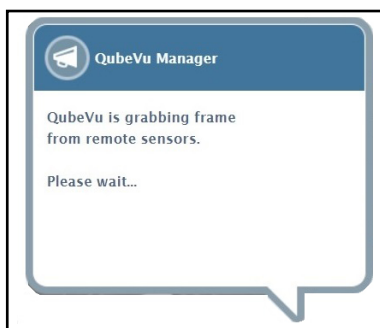 QubeVu Manager
QubeVu is grabbing frame
from remote sensors.
Please wait...